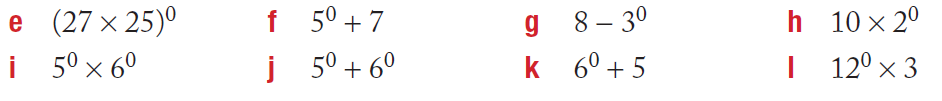 e (27 × 25)⁰ f 5⁰ + 7 g 8 – 3⁰ h 10 × 2⁰
i 5⁰ × 6⁰ j 5⁰ + 6⁰ k 6⁰ + 5 l 12⁰ × 3